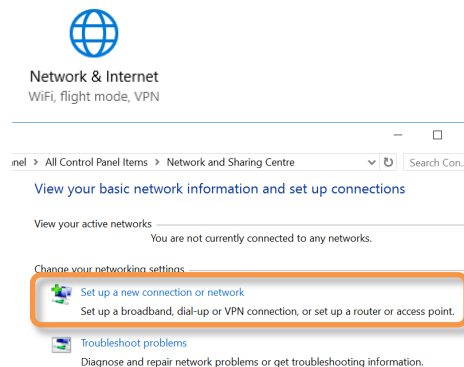 Network & Internet
WiFi, flight mode, VPN
nel > All Control Panel Items > Network and Sharing Centre
Search Con...
View your basic network information and set up connections
View your active networks
You are not currently connected to any networks.
Change your networking settings
Set up a new connection or network
Set up a broadband, dial-up or VPN connection, or set up a router or access point.
Troubleshoot problems
Diagnose and repair network problems or get troubleshooting information.